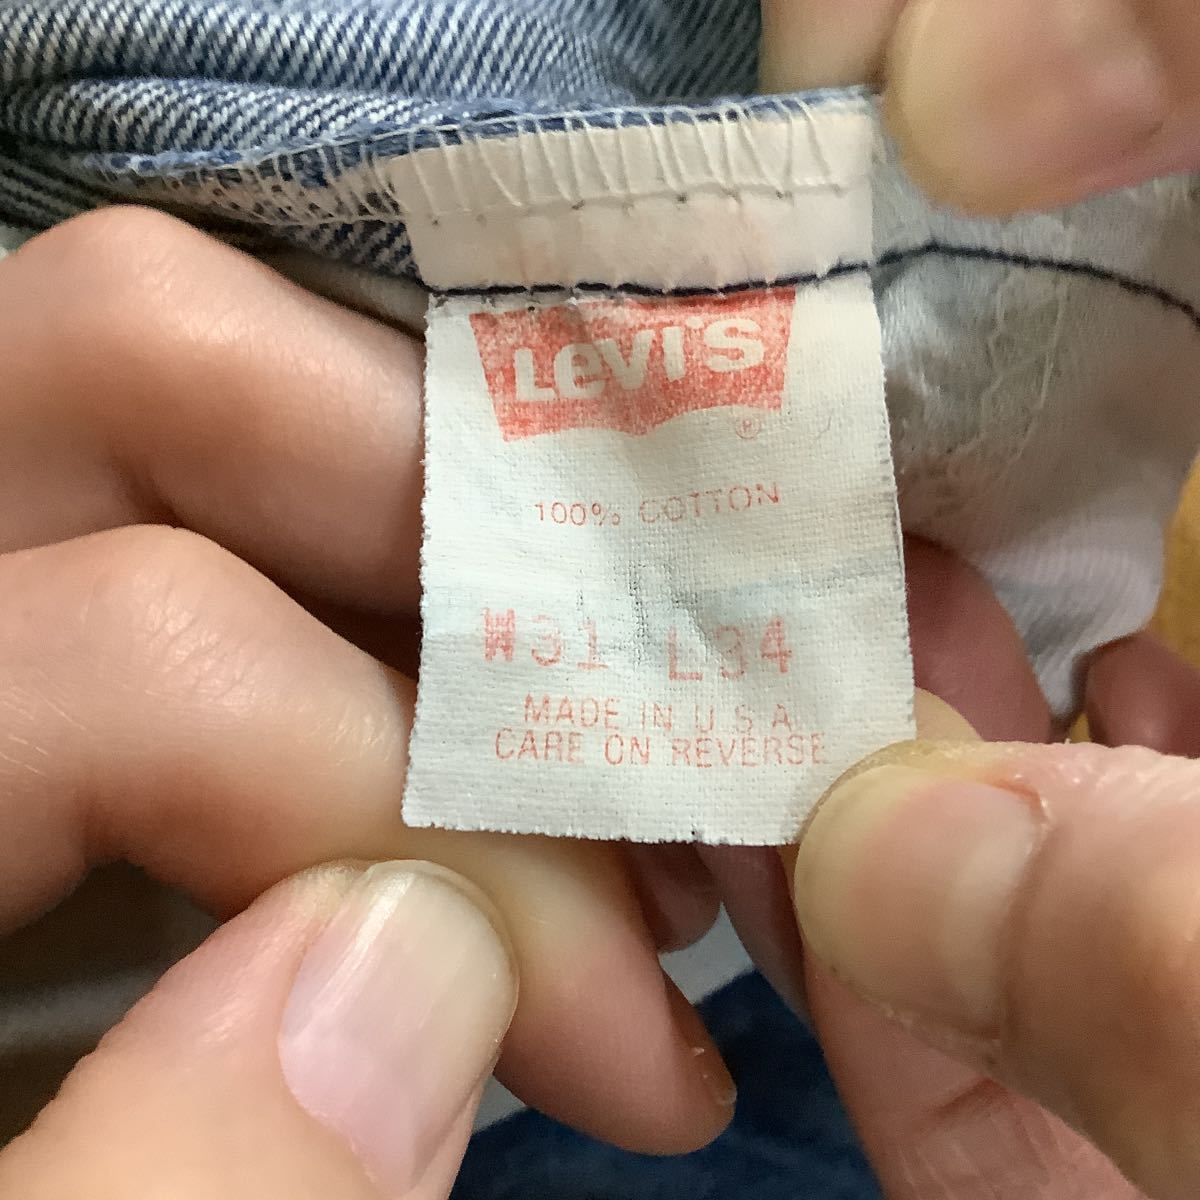 Levi's
®
100% COTTON
W31 L34
MADE IN U S A
CARE ON REVERSE